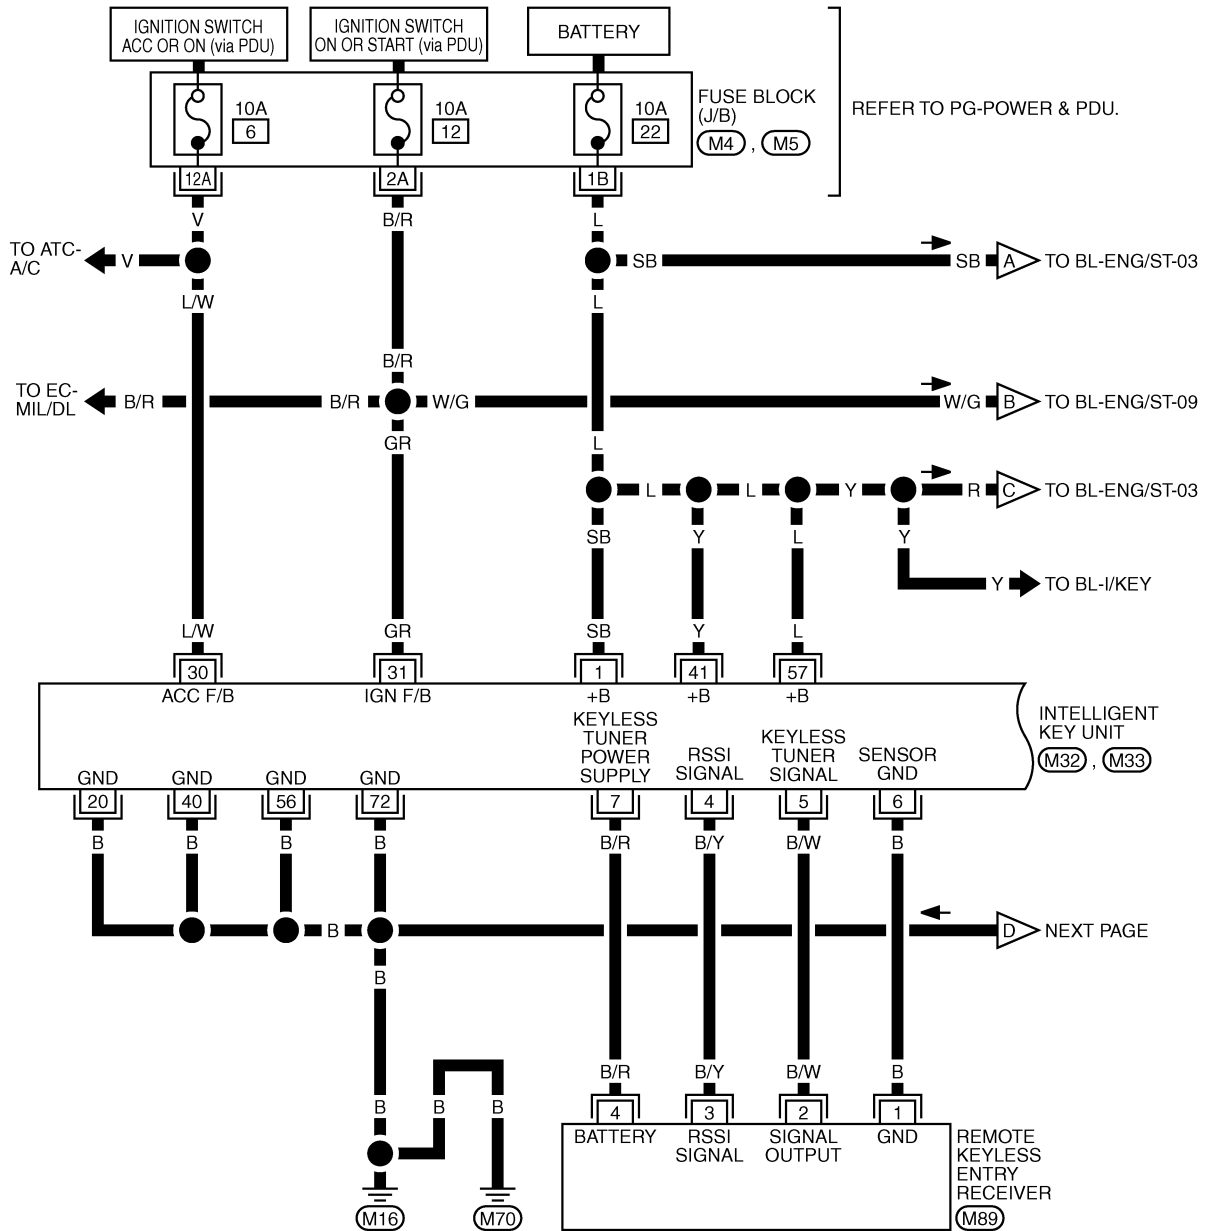 IGNITION SWITCH
ACC OR ON (via PDU)
IGNITION SWITCH
ON OR START (via PDU)
BATTERY
10A
6
10A
12
10A
22
FUSE BLOCK
(J/B)
M4 , M5
REFER TO PG-POWER & PDU.
12A
2A
1B
V
B/R
L
TO ATC-
A/C
V
SB
SB
A
TO BL-ENG/ST-03
L/W
L
B/R
TO EC-
MIL/DL
B/R
B/R
W/G
W/G
B
TO BL-ENG/ST-09
GR
L
L
L
Y
R
C
TO BL-ENG/ST-03
SB
Y
L
Y
Y
TO BL-I/KEY
L/W
GR
SB
Y
L
30
31
1
41
57
ACC F/B
IGN F/B
+B
+B
+B
INTELLIGENT
KEY UNIT
M32 , M33
KEYLESS
TUNER
POWER
SUPPLY
RSSI
SIGNAL
KEYLESS
TUNER
SIGNAL
SENSOR
GND
GND
GND
GND
GND
20
40
56
72
7
4
5
6
B
B
B
B
B/R
B/Y
B/W
B
B
D
NEXT PAGE
B
B/R
B/Y
B/W
B
B
B
B
4
3
2
1
BATTERY
RSSI
SIGNAL
SIGNAL
OUTPUT
GND
REMOTE
KEYLESS
ENTRY
RECEIVER
M89
M16
M70